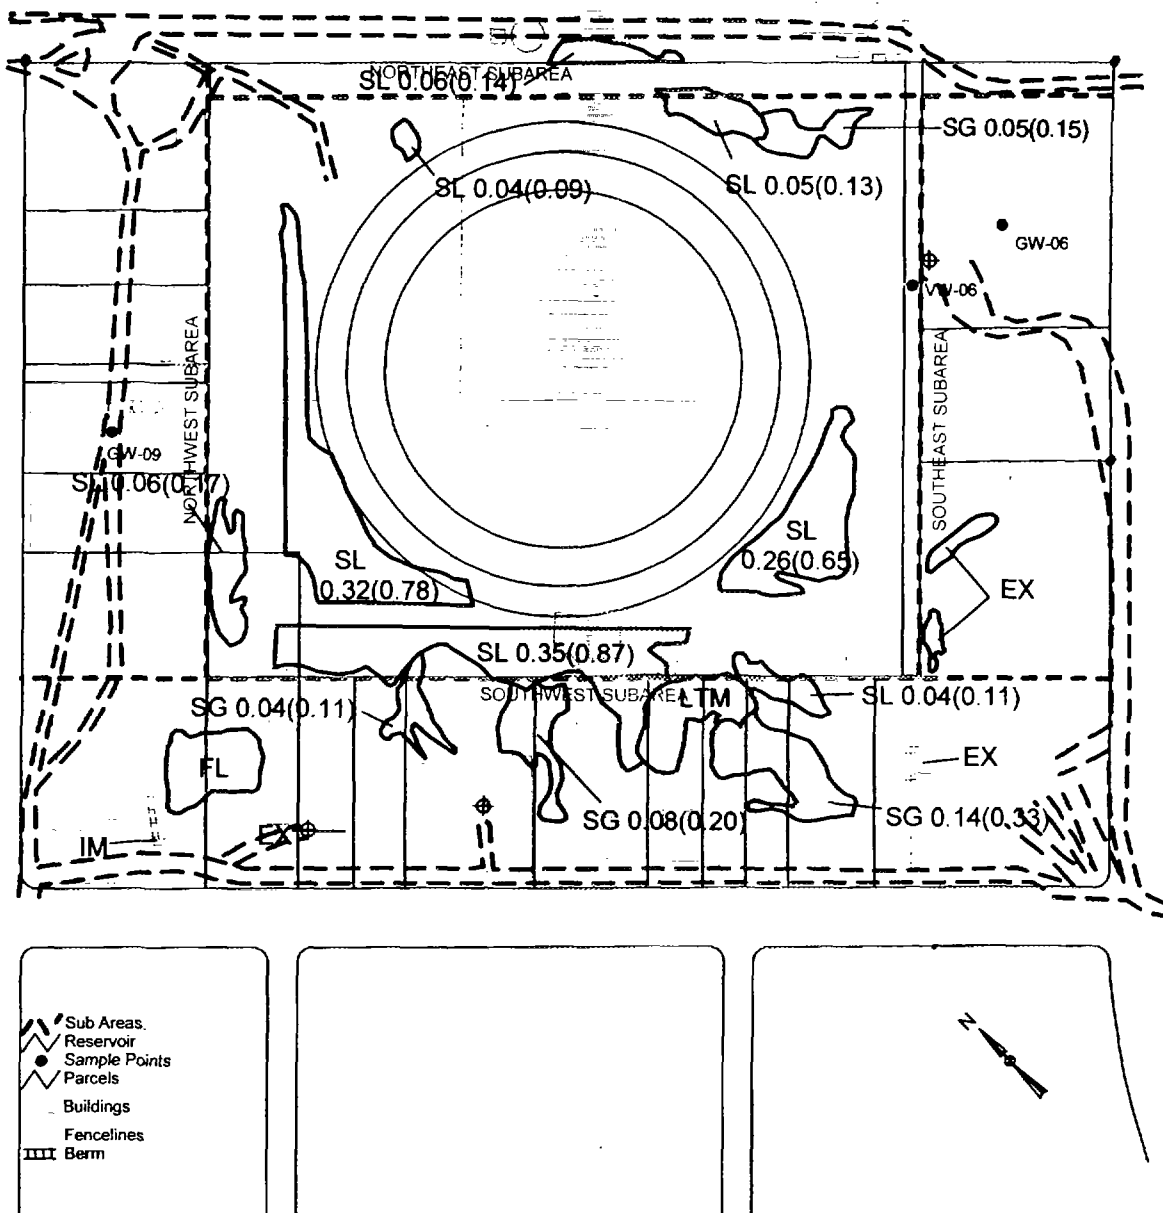 NORTHEAST SUBAREA
SL 0.06(0.14)
SG 0.05(0.15)
SL 0.04(0.09)
SL 0.05(0.13)
GW-06
VW-06
NORTHWEST SUBAREA
SOUTHEAST SUBAREA
GW-09
SL 0.06(0.17)
SL
0.32(0.78)
SL
0.26(0.65)
EX
SL 0.35(0.87)
SOUTHWEST SUBAREA
LTM
SG 0.04(0.11)
SL 0.04(0.11)
FL
EX
SG 0.08(0.20)
SG 0.14(0.33)
EX
IM
Sub Areas.
Reservoir
Sample Points
Parcels
Buildings
Fencelines
Berm
N